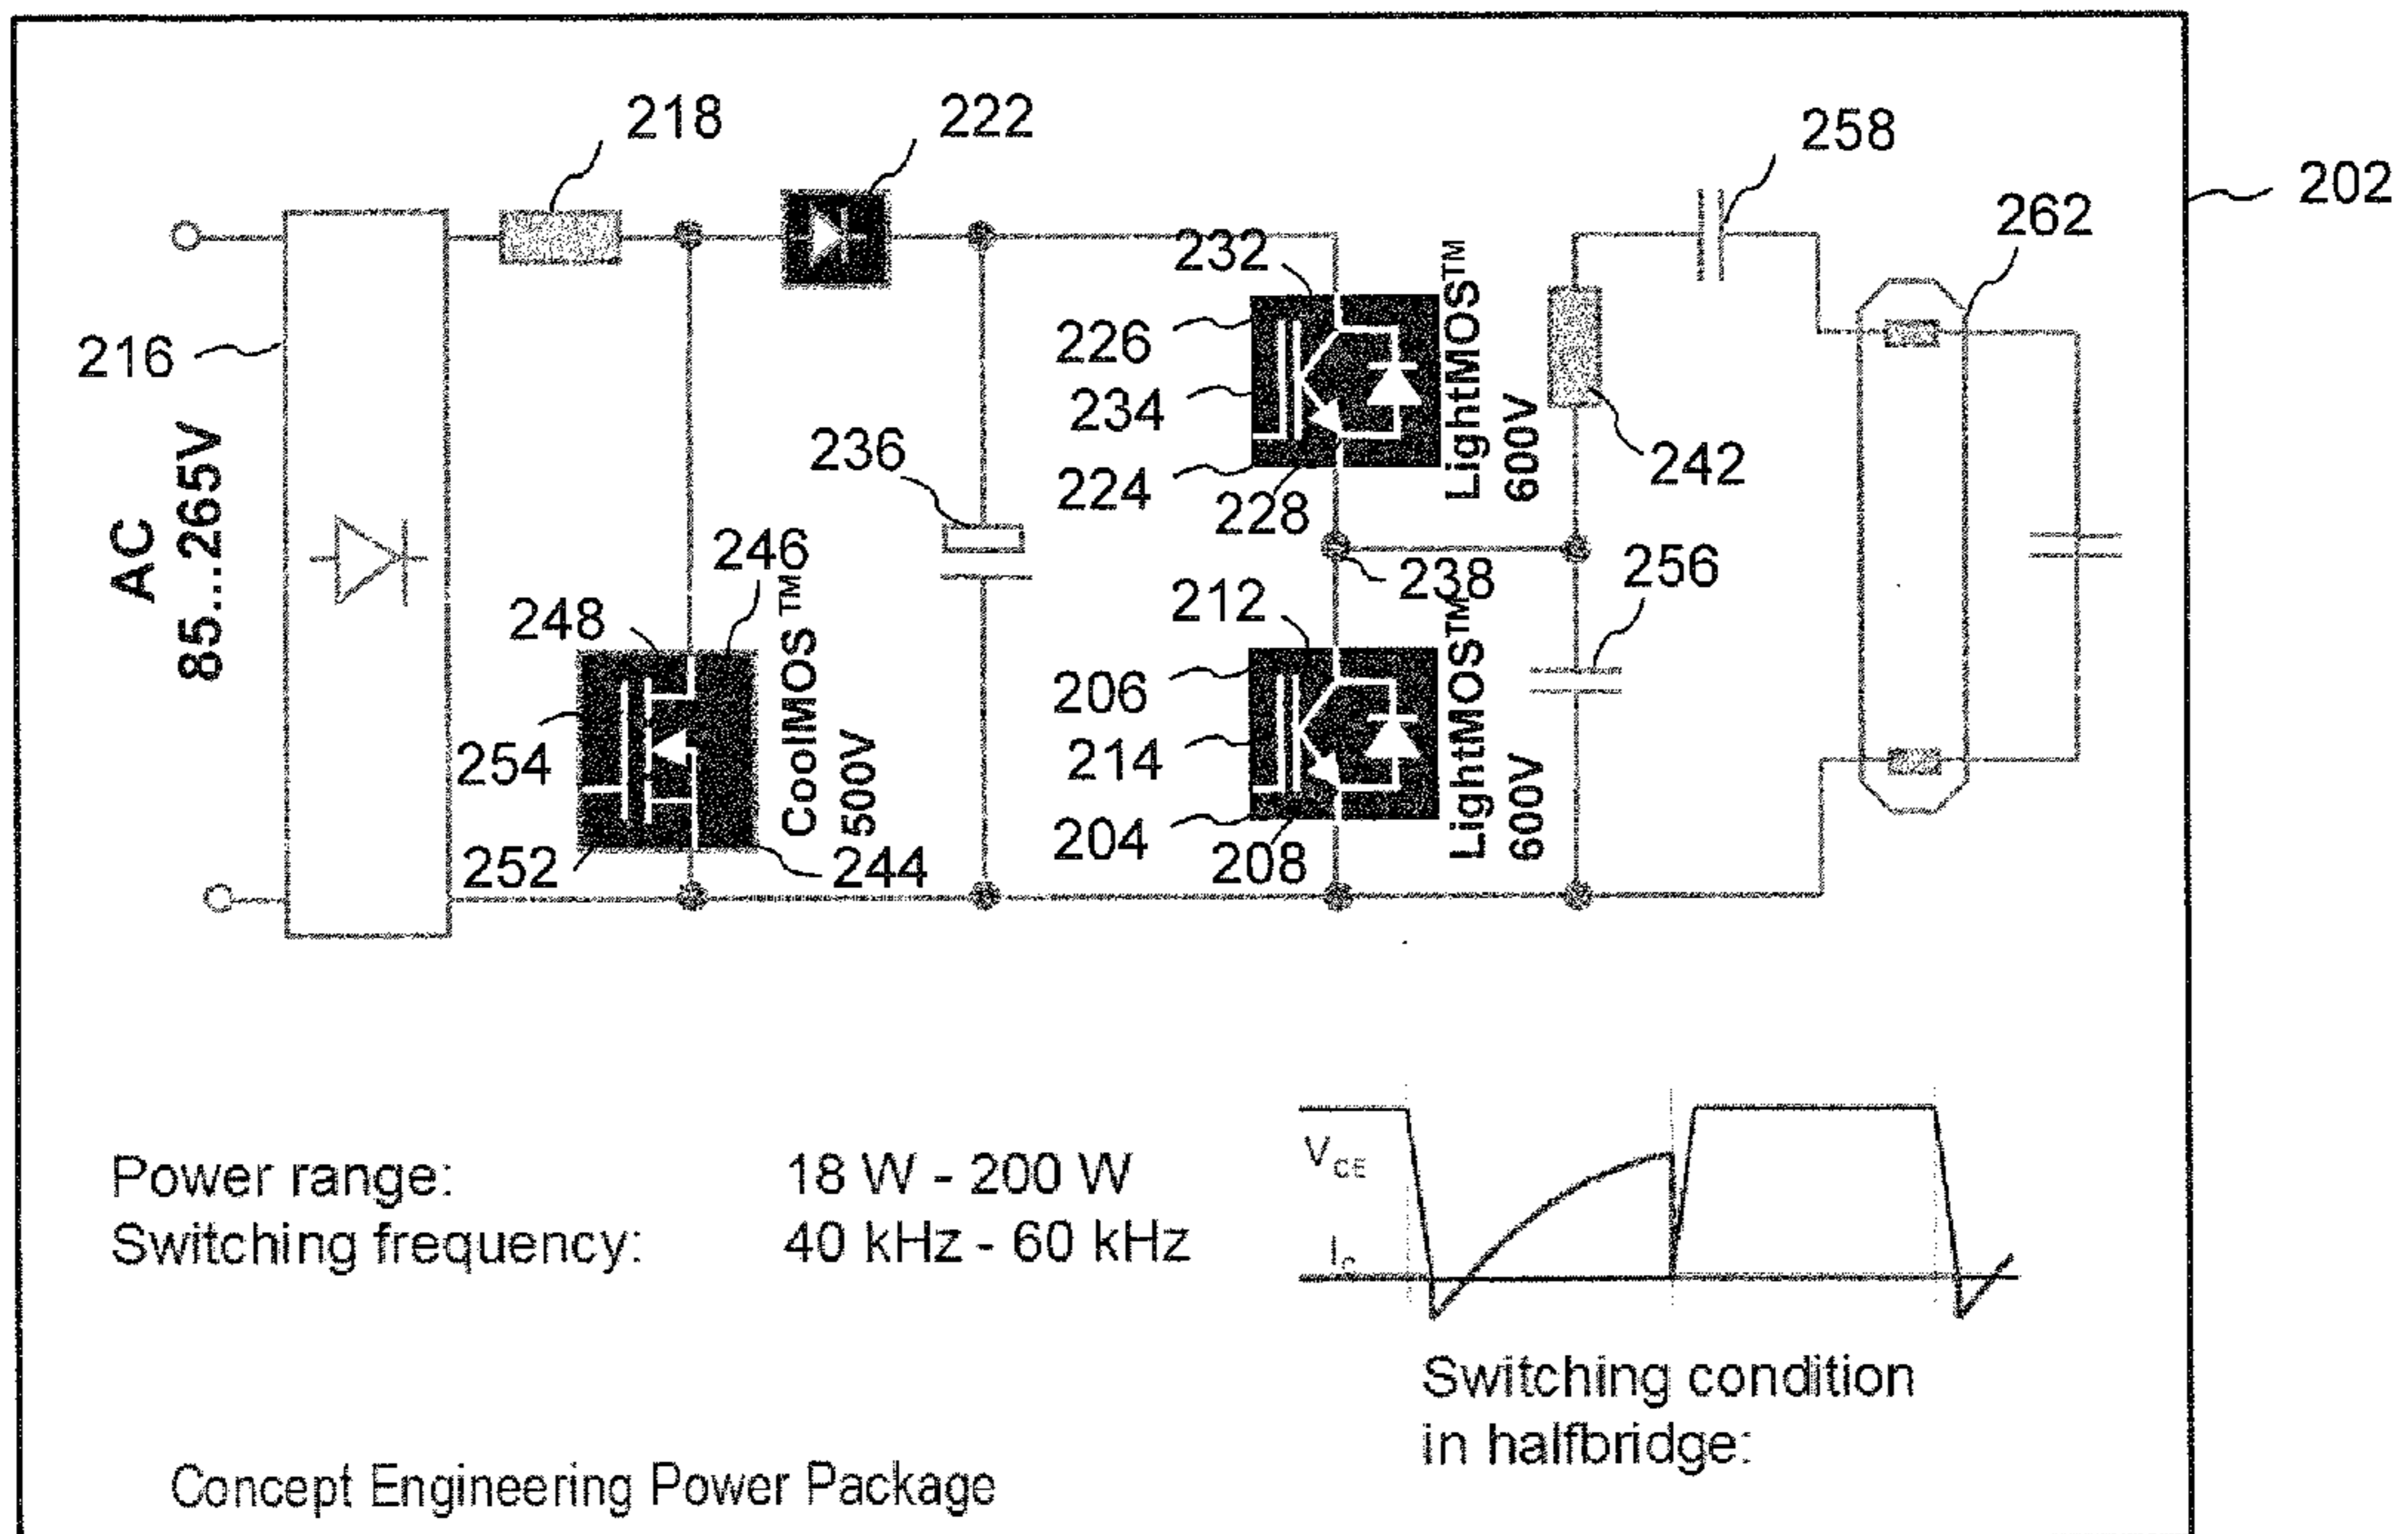 218
222
258
202
262
232
216
226
234
224
228
LightMOS™
600V
242
AC
85...265V
236
246
248
238
256
212
CoolMOS™
500V
254
206
214
204
208
LightMOS™
600V
252
244
Power range: 18 W - 200 W
Switching frequency: 40 kHz - 60 kHz
VCE
IC
Switching condition
in halfbridge:
Concept Engineering Power Package